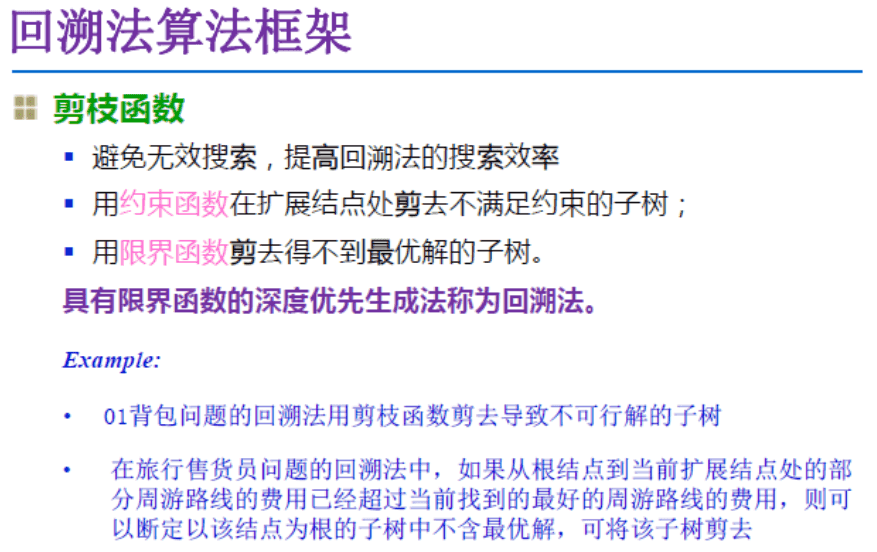 回溯法算法框架
剪枝函数
▪ 避免无效搜索，提高回溯法的搜索效率
▪ 用约束函数在扩展结点处剪去不满足约束的子树；
▪ 用限界函数剪去得不到最优解的子树。
具有限界函数的深度优先生成法称为回溯法。
Example:
• 01背包问题的回溯法用剪枝函数剪去导致不可行解的子树
• 在旅行售货员问题的回溯法中，如果从根结点到当前扩展结点处的部
分周游路线的费用已经超过当前找到的最好的周游路线的费用，则可
以断定以该结点为根的子树中不含最优解，可将该子树剪去